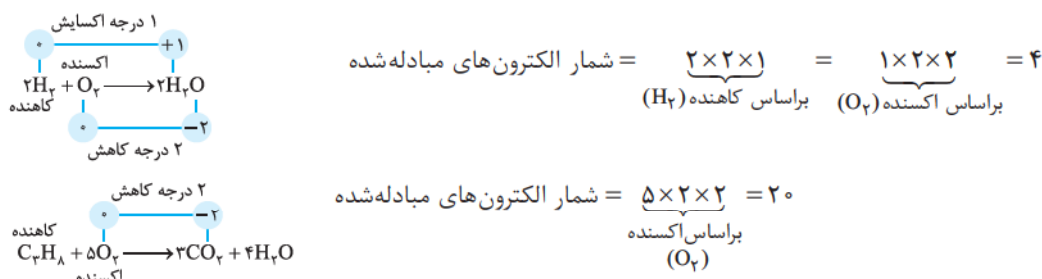 ۱ درجه اکسایش
۰ +۱
اکسنده
۲H۲ + O۲ → ۲H۲O
کاهنده
۰ −۲
۲ درجه کاهش
شمار الکترون‌های مبادله‌شده = ۲×۲×۱ = ۱×۲×۲ = ۴
براساس کاهنده (H۲) براساس اکسنده (O۲)
۲ درجه کاهش
۰ −۲
کاهنده
C۳H۸ + ۵O۲ → ۳CO۲ + ۴H۲O
اکسنده
شمار الکترون‌های مبادله‌شده = ۵×۲×۲ = ۲۰
براساس اکسنده
(O۲)